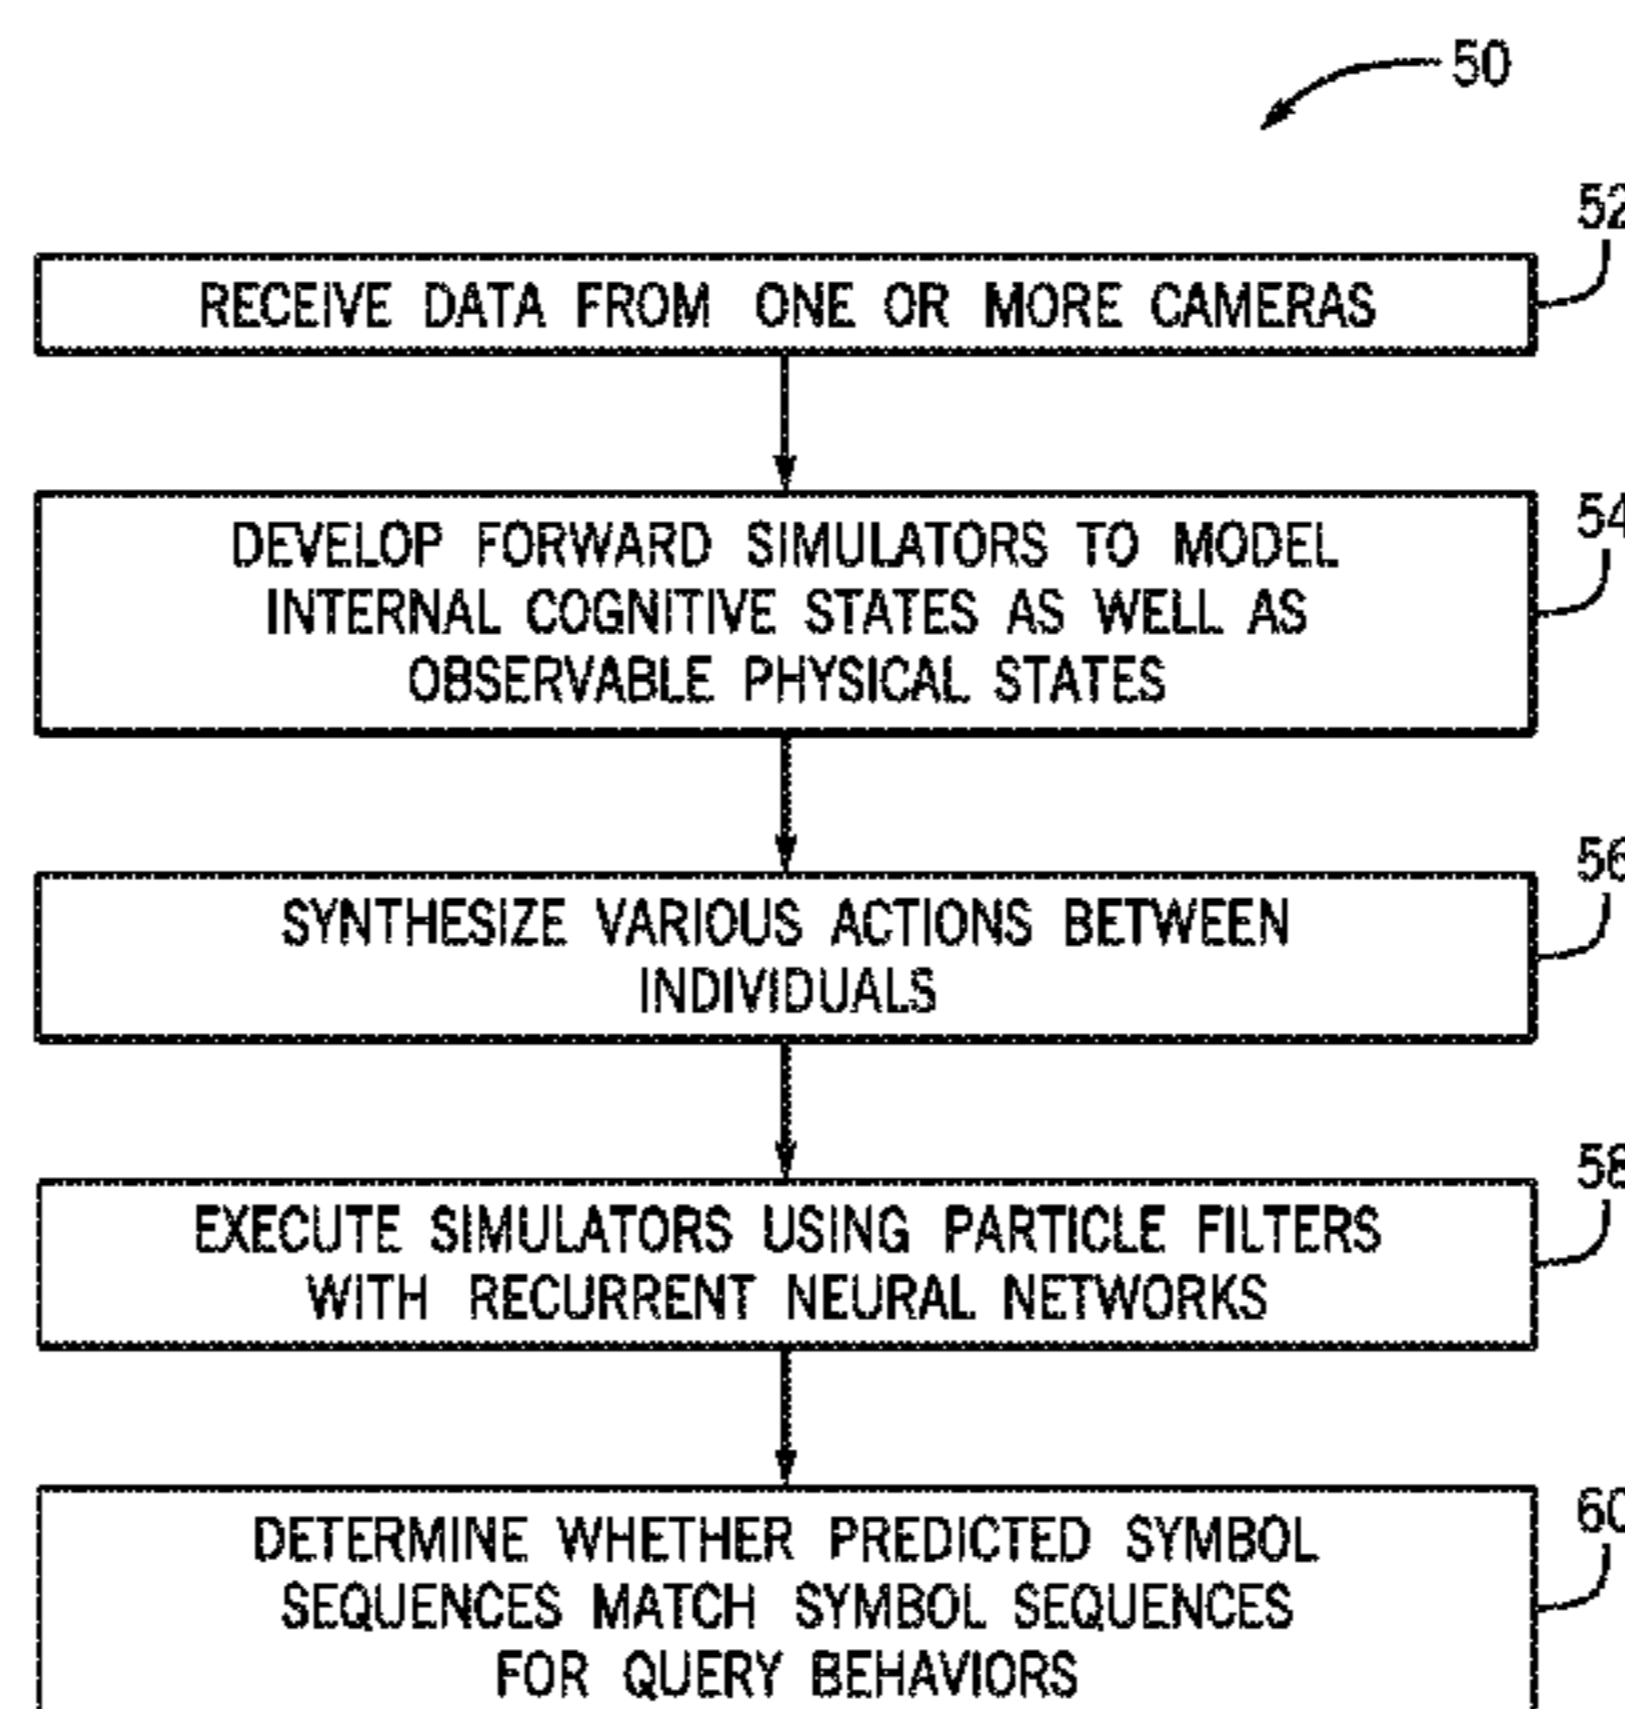 50
52
RECEIVE DATA FROM ONE OR MORE CAMERAS
54
DEVELOP FORWARD SIMULATORS TO MODEL
INTERNAL COGNITIVE STATES AS WELL AS
OBSERVABLE PHYSICAL STATES
56
SYNTHESIZE VARIOUS ACTIONS BETWEEN
INDIVIDUALS
58
EXECUTE SIMULATORS USING PARTICLE FILTERS
WITH RECURRENT NEURAL NETWORKS
60
DETERMINE WHETHER PREDICTED SYMBOL
SEQUENCES MATCH SYMBOL SEQUENCES
FOR QUERY BEHAVIORS